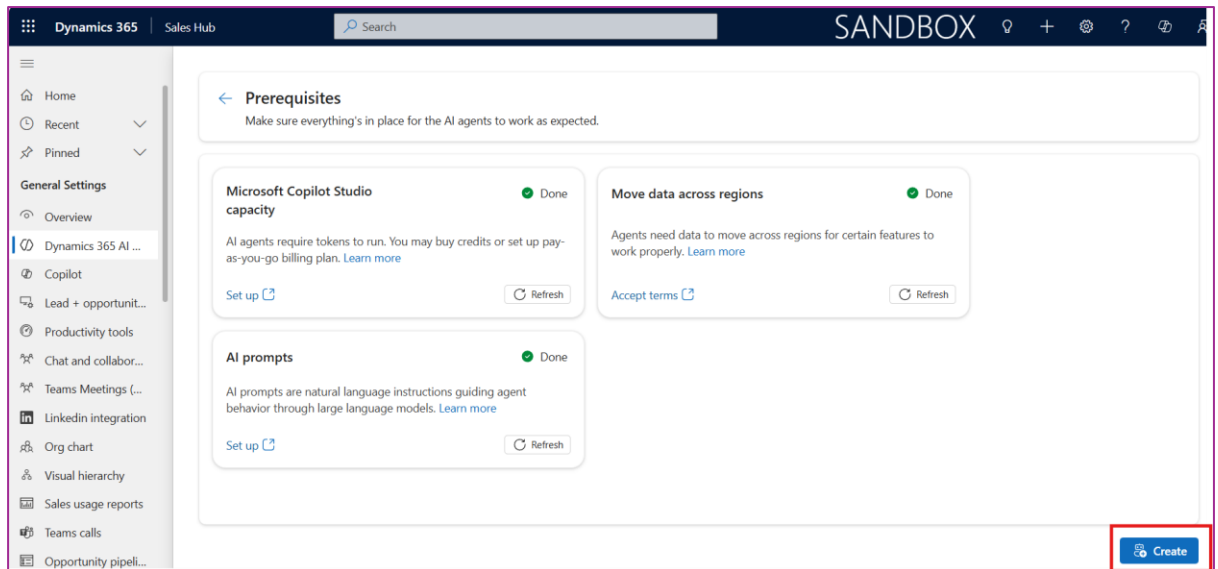 Dynamics 365 Sales Hub Search SANDBOX
Home
Recent
Pinned
General Settings
Overview
Dynamics 365 AI ...
Copilot
Lead + opportunit...
Productivity tools
Chat and collabor...
Teams Meetings (...
Linkedin integration
Org chart
Visual hierarchy
Sales usage reports
Teams calls
Opportunity pipeli...
Prerequisites
Make sure everything's in place for the AI agents to work as expected.
Microsoft Copilot Studio
capacity
Done
AI agents require tokens to run. You may buy credits or set up pay-
as-you-go billing plan. Learn more
Set up Refresh
Move data across regions Done
Agents need data to move across regions for certain features to
work properly. Learn more
Accept terms Refresh
AI prompts Done
AI prompts are natural language instructions guiding agent
behavior through large language models. Learn more
Set up Refresh
Create